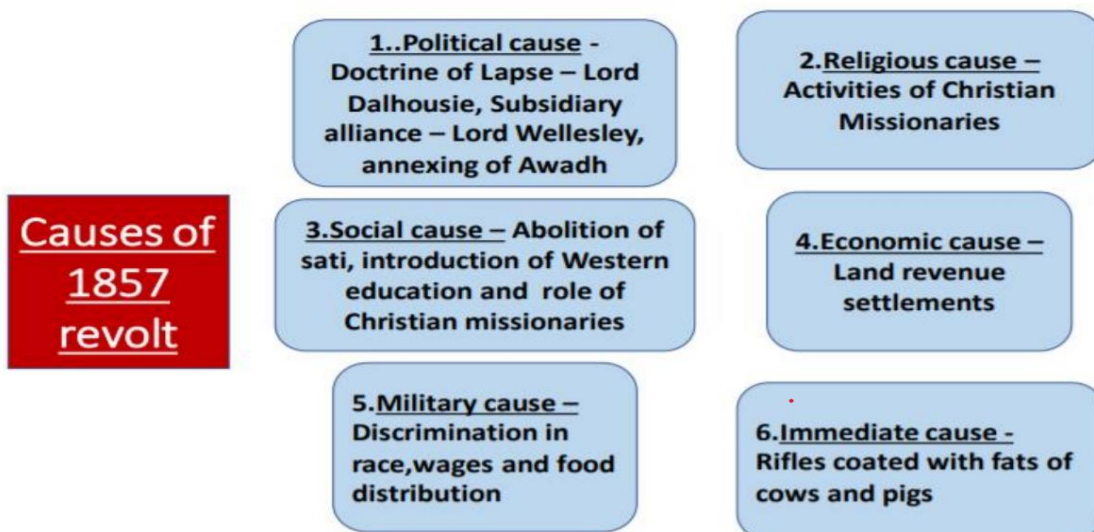 Causes of
1857
revolt
1..Political cause -
Doctrine of Lapse – Lord
Dalhousie, Subsidiary
alliance – Lord Wellesley,
annexing of Awadh
2.Religious cause –
Activities of Christian
Missionaries
3.Social cause – Abolition of
sati, introduction of Western
education and role of
Christian missionaries
4.Economic cause –
Land revenue
settlements
5.Military cause –
Discrimination in
race,wages and food
distribution
6.Immediate cause -
Rifles coated with fats of
cows and pigs